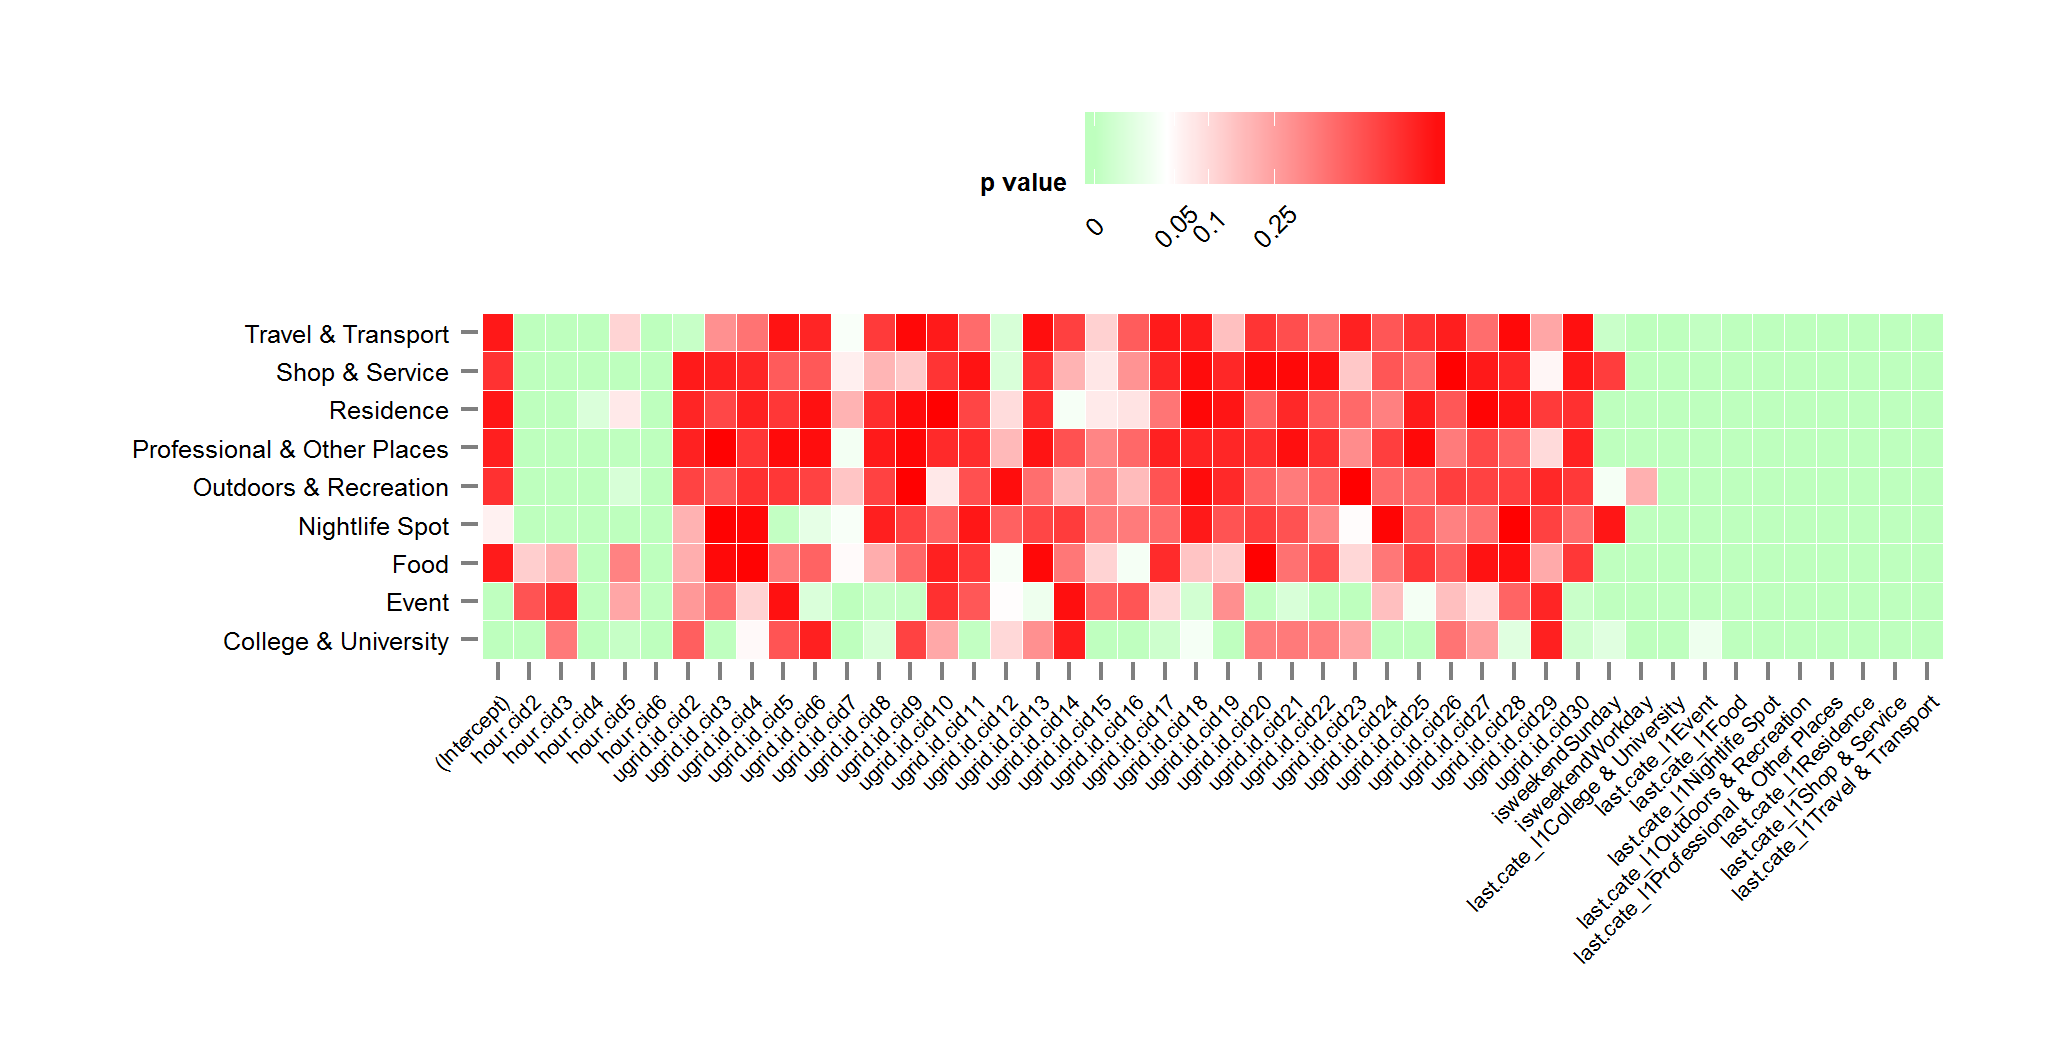 p value
0
0.05
0.1
0.25
Travel & Transport
Shop & Service
Residence
Professional & Other Places
Outdoors & Recreation
Nightlife Spot
Food
Event
College & University
(Intercept)
hour.cid2
hour.cid3
hour.cid4
hour.cid5
hour.cid6
ugrid.id.cid2
ugrid.id.cid3
ugrid.id.cid4
ugrid.id.cid5
ugrid.id.cid6
ugrid.id.cid7
ugrid.id.cid8
ugrid.id.cid9
ugrid.id.cid10
ugrid.id.cid11
ugrid.id.cid12
ugrid.id.cid13
ugrid.id.cid14
ugrid.id.cid15
ugrid.id.cid16
ugrid.id.cid17
ugrid.id.cid18
ugrid.id.cid19
ugrid.id.cid20
ugrid.id.cid21
ugrid.id.cid22
ugrid.id.cid23
ugrid.id.cid24
ugrid.id.cid25
ugrid.id.cid26
ugrid.id.cid27
ugrid.id.cid28
ugrid.id.cid29
ugrid.id.cid30
isweekendSunday
isweekendWorkday
last.cate_l1College & University
last.cate_l1Event
last.cate_l1Food
last.cate_l1Nightlife Spot
last.cate_l1Outdoors & Recreation
last.cate_l1Professional & Other Places
last.cate_l1Residence
last.cate_l1Shop & Service
last.cate_l1Travel & Transport